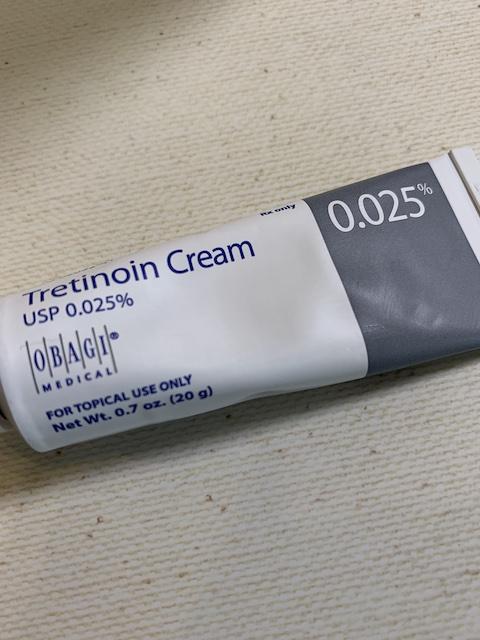 Rx only
0.025%
Tretinoin Cream
USP 0.025%
OBAGI®
MEDICAL
FOR TOPICAL USE ONLY
Net Wt. 0.7 oz. (20 g)